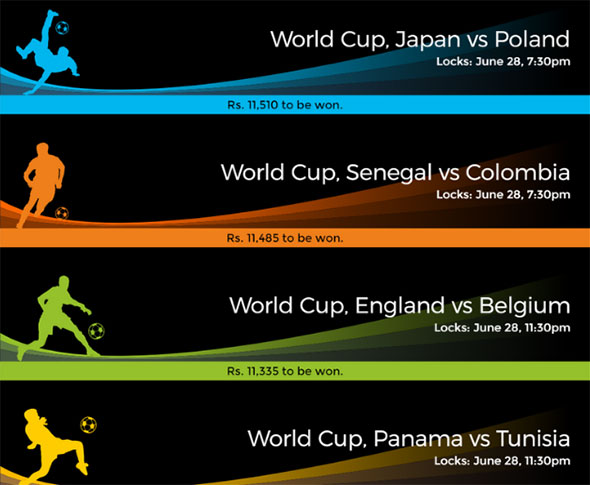 World Cup, Japan vs Poland
Locks: June 28, 7:30pm
Rs. 11,510 to be won.
World Cup, Senegal vs Colombia
Locks: June 28, 7:30pm
Rs. 11,485 to be won.
World Cup, England vs Belgium
Locks: June 28, 11:30pm
Rs. 11,335 to be won.
World Cup, Panama vs Tunisia
Locks: June 28, 11:30pm